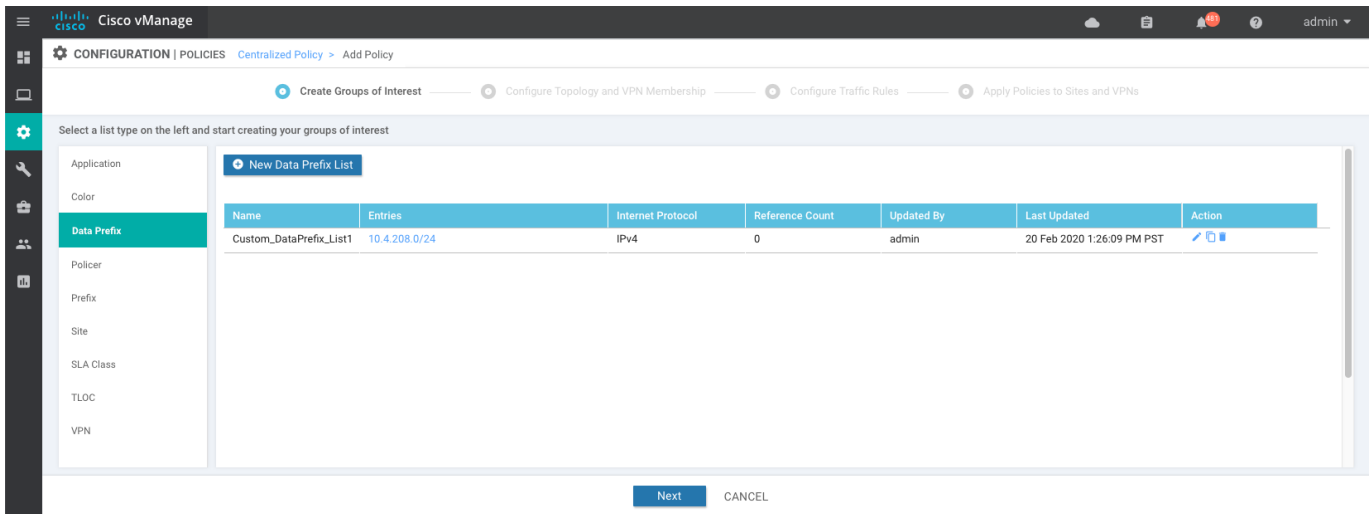 cisco Cisco vManage 481 admin
CONFIGURATION | POLICIES Centralized Policy > Add Policy
Create Groups of Interest Configure Topology and VPN Membership Configure Traffic Rules Apply Policies to Sites and VPNs
Select a list type on the left and start creating your groups of interest
Application
Color
Data Prefix
Policer
Prefix
Site
SLA Class
TLOC
VPN
New Data Prefix List
Name Entries Internet Protocol Reference Count Updated By Last Updated Action
Custom_DataPrefix_List1 10.4.208.0/24 IPv4 0 admin 20 Feb 2020 1:26:09 PM PST
Next CANCEL